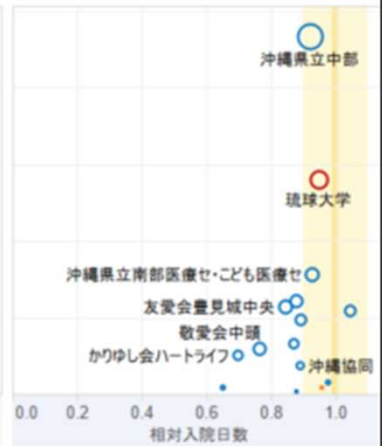 沖縄県立中部
琉球大学
沖縄県立南部医療セ・こども医療セ
友愛会豊見城中央
敬愛会中頭
かりゆし会ハートライフ
沖縄協同
0.0 0.2 0.4 0.6 0.8 1.0
相対入院日数